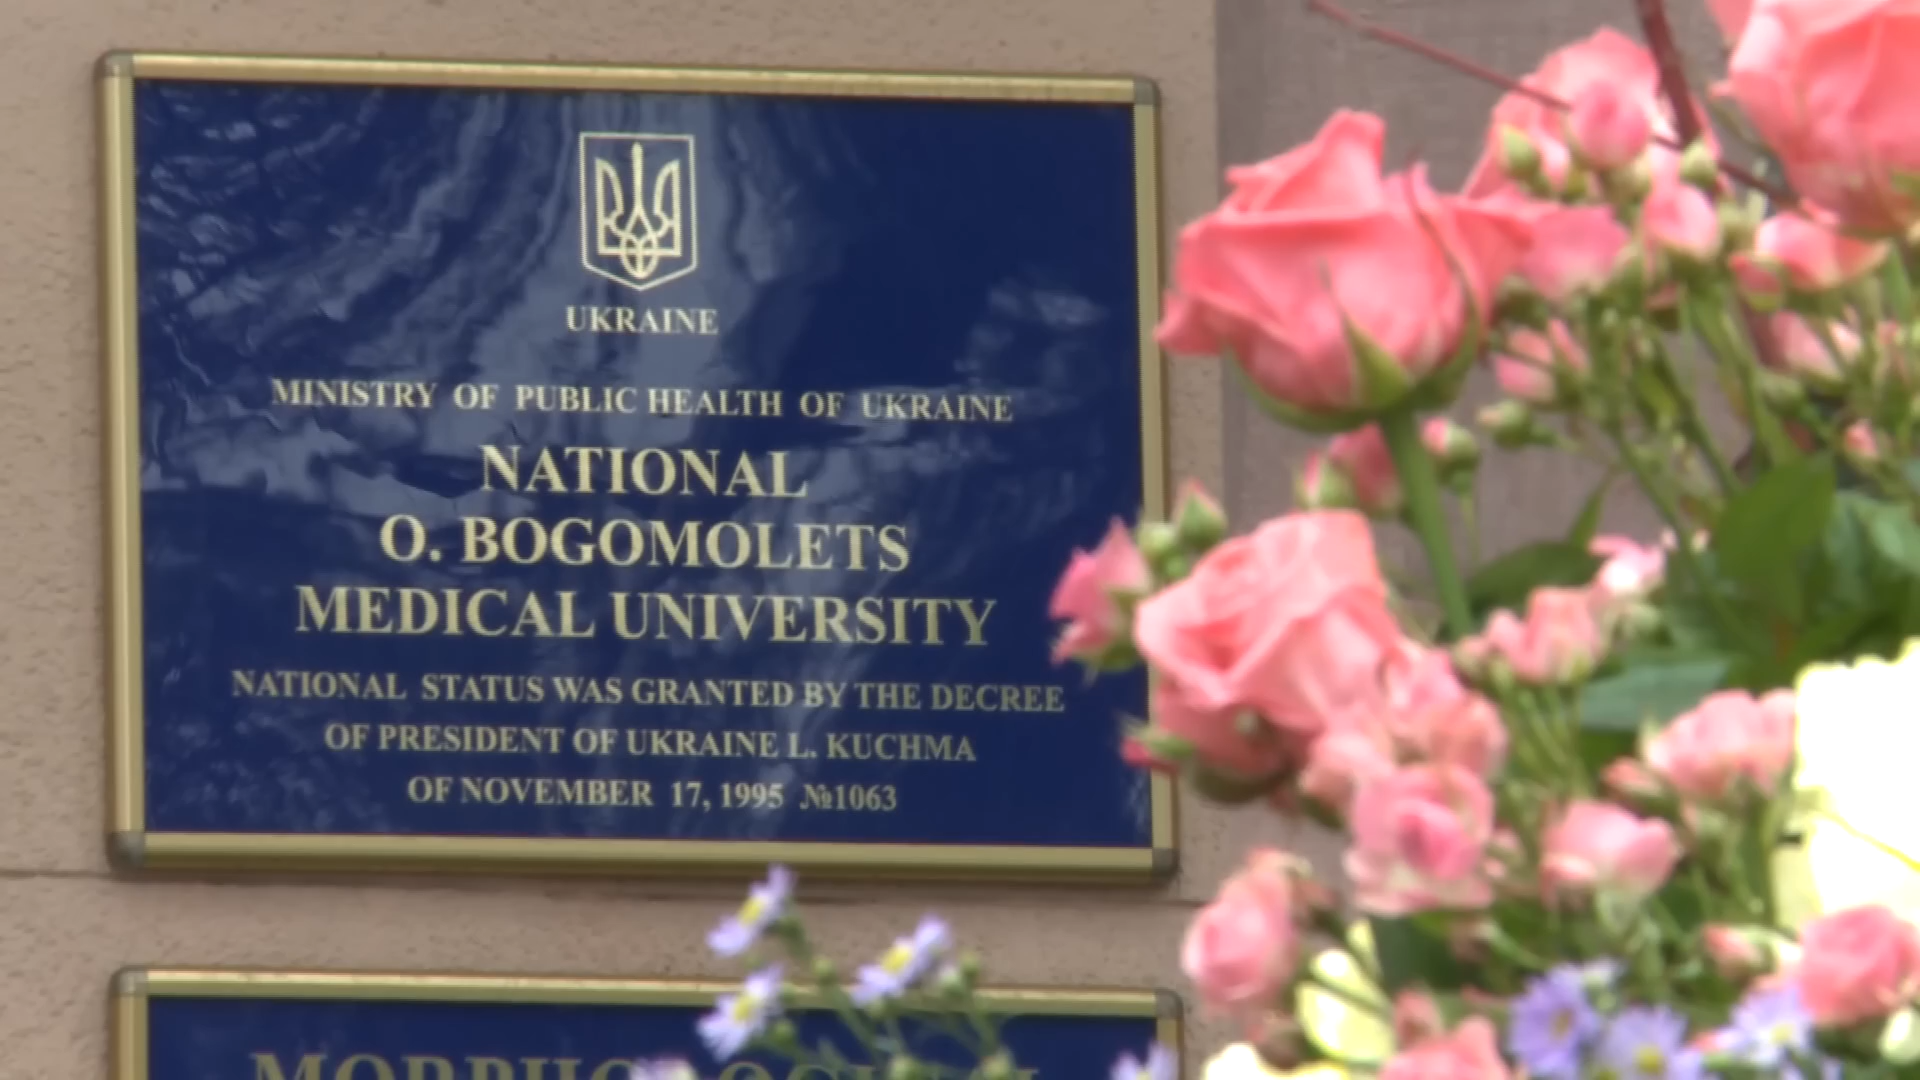 UKRAINE
MINISTRY OF PUBLIC HEALTH OF UKRAINE
NATIONAL
O. BOGOMOLETS
MEDICAL UNIVERSITY
NATIONAL STATUS WAS GRANTED BY THE DECREE
OF PRESIDENT OF UKRAINE L. KUCHMA
OF NOVEMBER 17, 1995 №1063